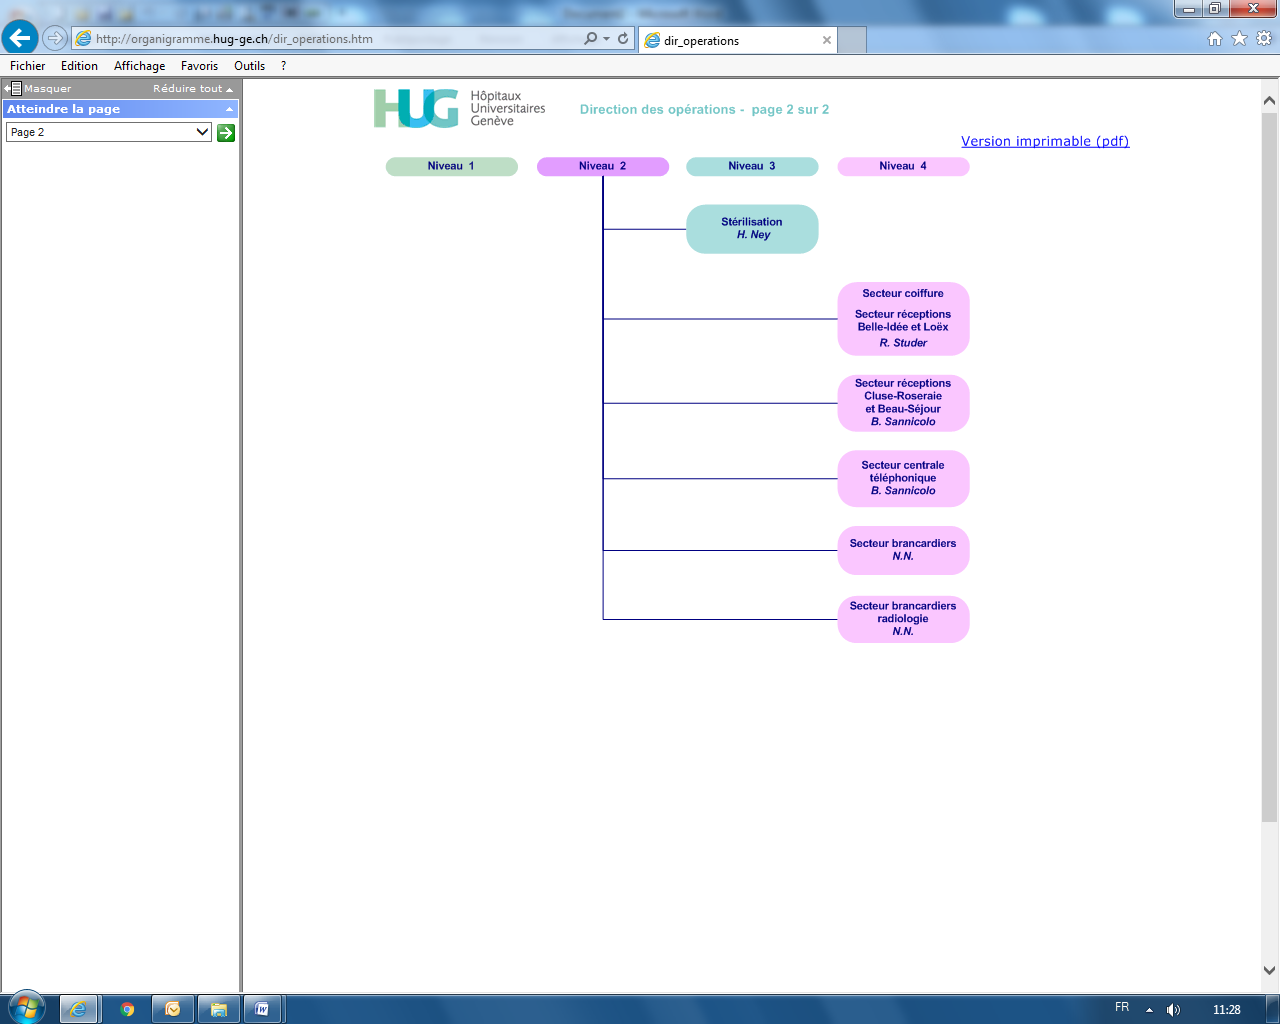 http://organigramme.hug-ge.ch/dir_operations.htm
dir_operations
Fichier Edition Affichage Favoris Outils ?
Masquer Réduire tout
Atteindre la page
Page 2
HUG
Hôpitaux
Universitaires
Genève
Direction des opérations - page 2 sur 2
Version imprimable (pdf)
Niveau 1 Niveau 2 Niveau 3 Niveau 4
Stérilisation
H. Ney
Secteur coiffure
Secteur réceptions
Belle-Idée et Loëx
R. Studer
Secteur réceptions
Cluse-Roseraie
et Beau-Séjour
B. Sannicolo
Secteur centrale
téléphonique
B. Sannicolo
Secteur brancardiers
N.N.
Secteur brancardiers
radiologie
N.N.
FR 11:28